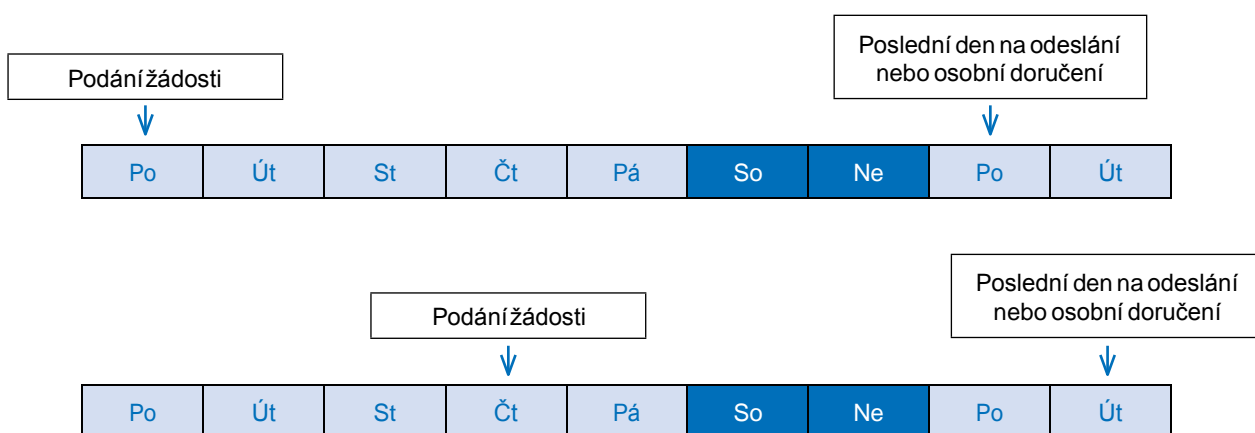 Poslední den na odeslání
nebo osobní doručení
Podání žádosti
Po Út St Čt Pá So Ne Po Út
Poslední den na odeslání
nebo osobní doručení
Podání žádosti
Po Út St Čt Pá So Ne Po Út